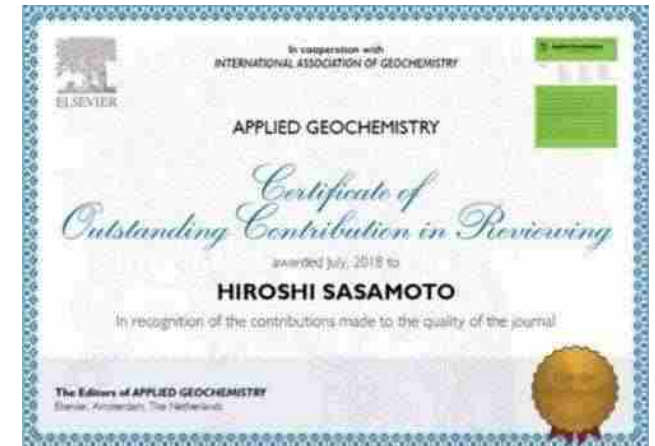 In cooperation with
INTERNATIONAL ASSOCIATION OF GEOCHEMISTRY
ELSEVIER
APPLIED GEOCHEMISTRY
Certificate of
Outstanding Contribution in Reviewing
awarded July, 2018 to
HIROSHI SASAMOTO
In recognition of the contributions made to the quality of the journal
The Editors of APPLIED GEOCHEMISTRY
Elsevier, Amsterdam, The Netherlands